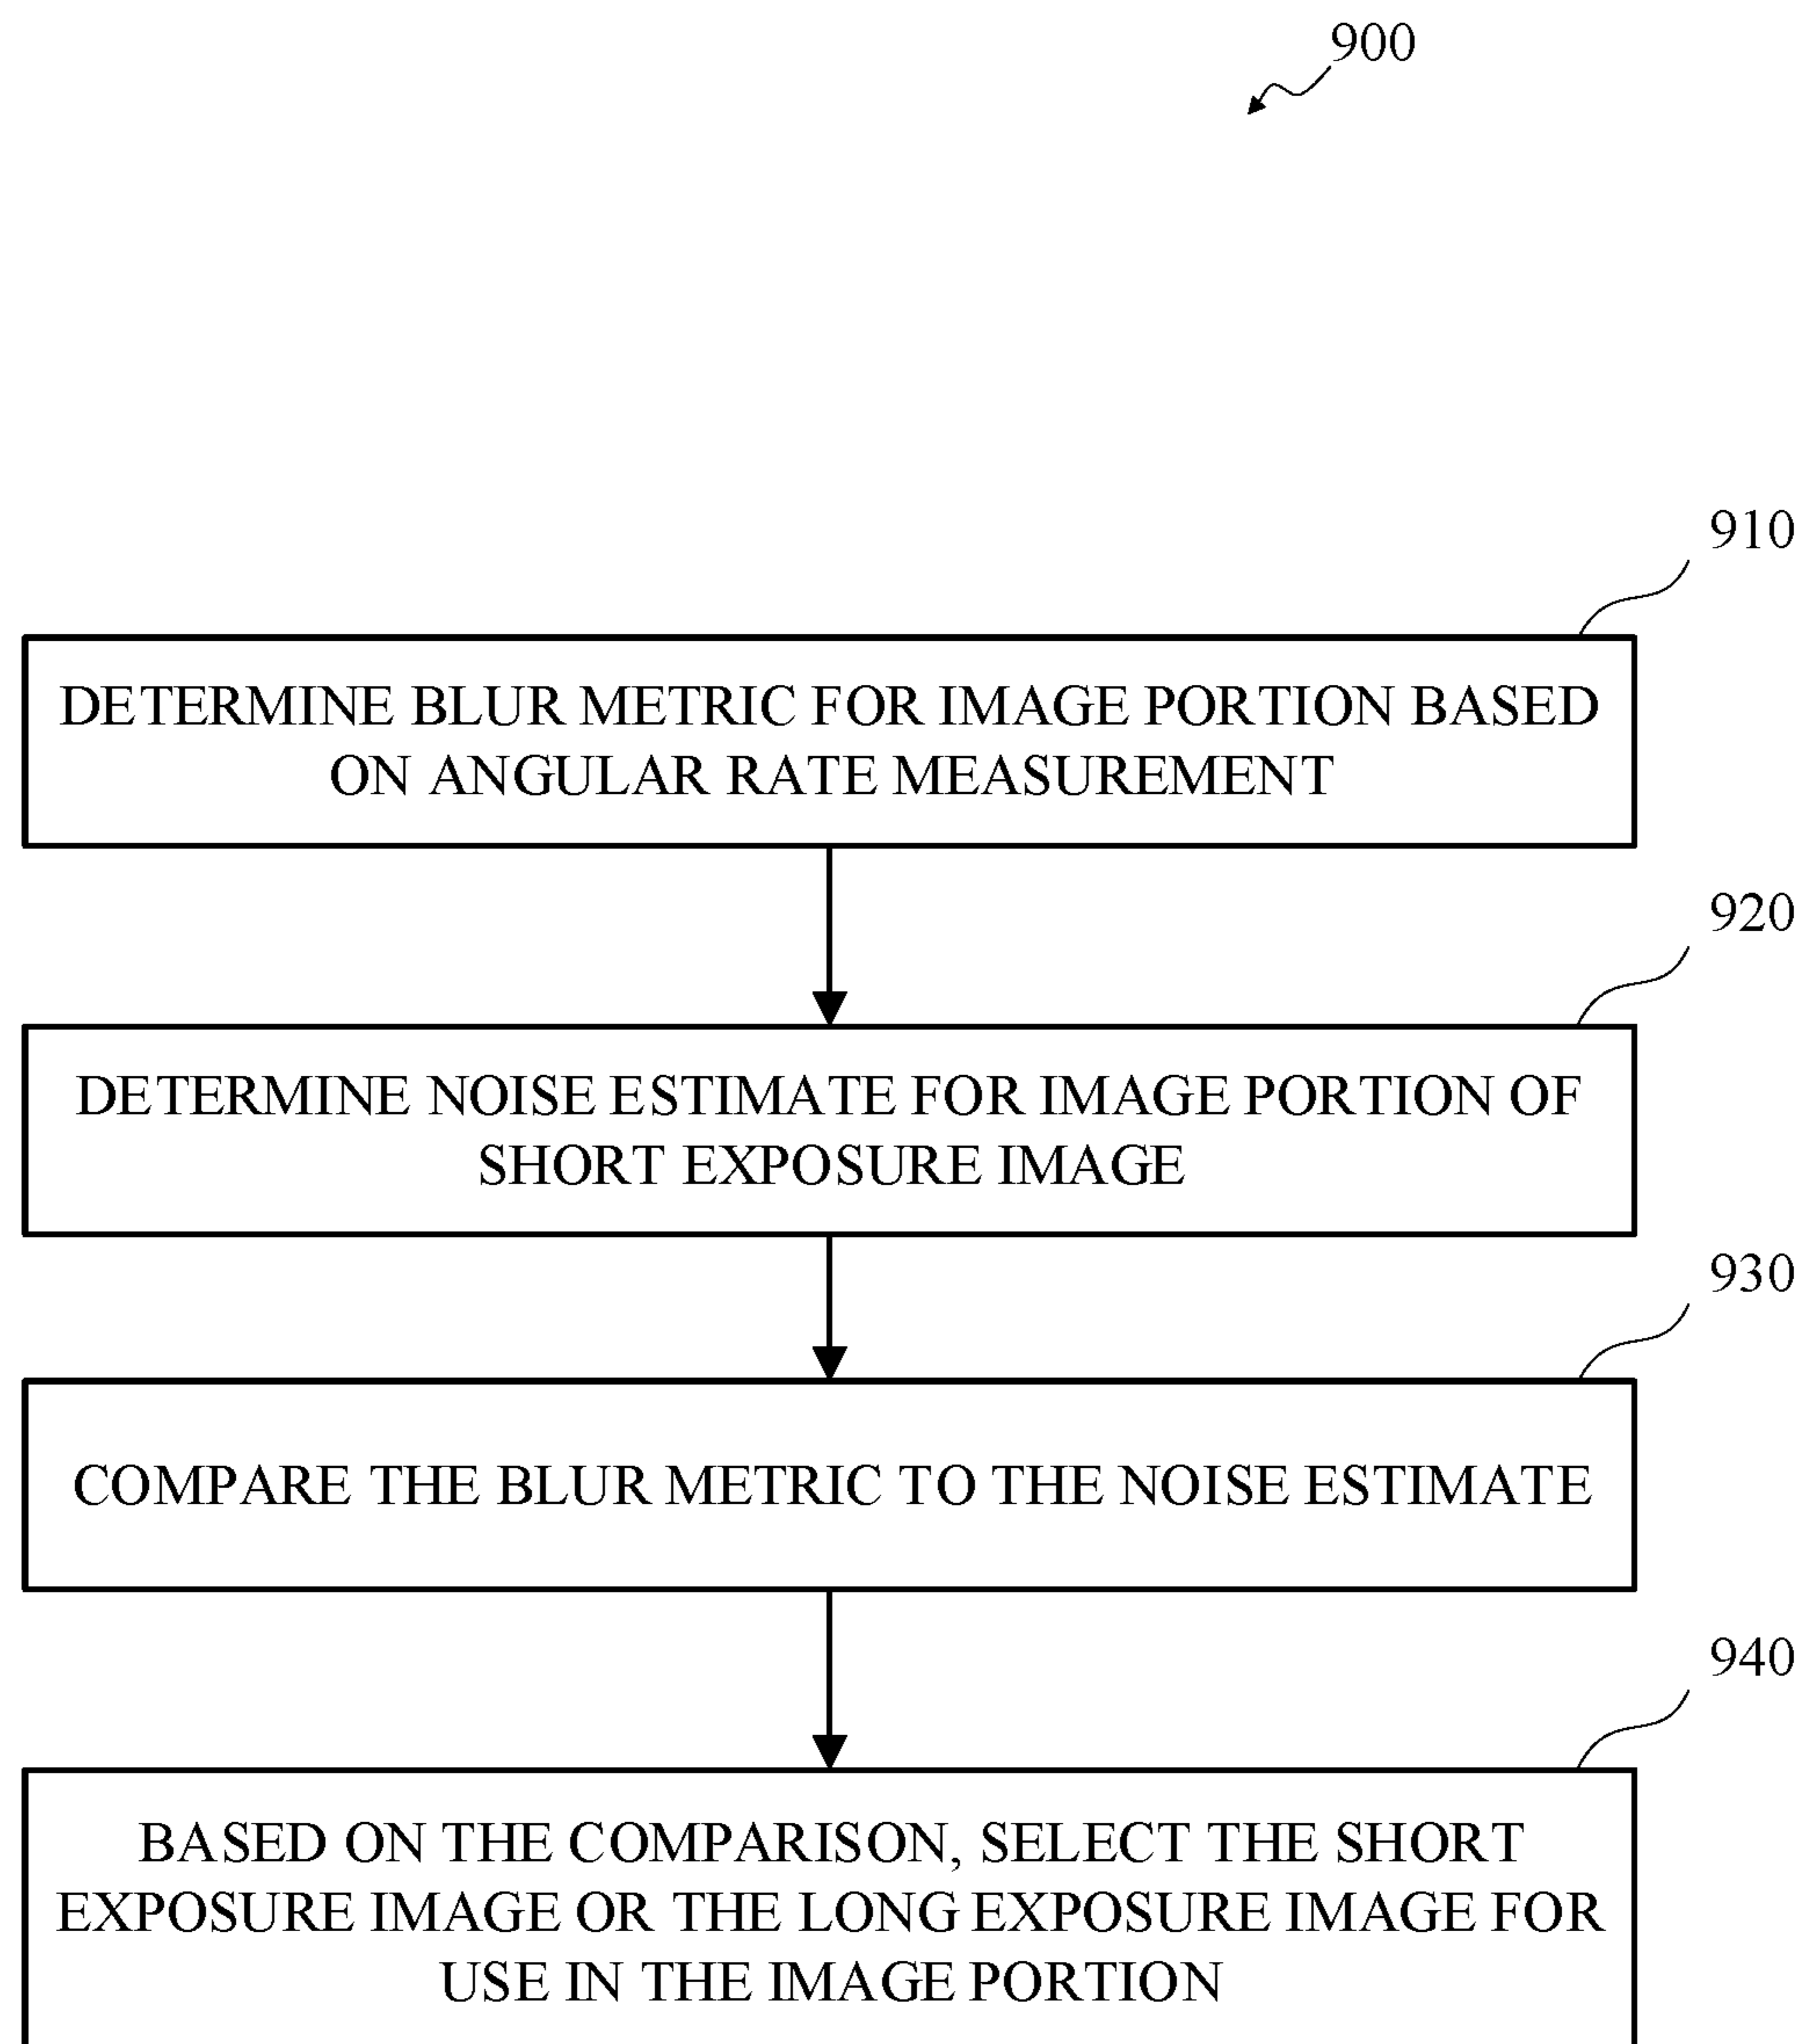 900
910
DETERMINE BLUR METRIC FOR IMAGE PORTION BASED
ON ANGULAR RATE MEASUREMENT
920
DETERMINE NOISE ESTIMATE FOR IMAGE PORTION OF
SHORT EXPOSURE IMAGE
930
COMPARE THE BLUR METRIC TO THE NOISE ESTIMATE
940
BASED ON THE COMPARISON, SELECT THE SHORT
EXPOSURE IMAGE OR THE LONG EXPOSURE IMAGE FOR
USE IN THE IMAGE PORTION